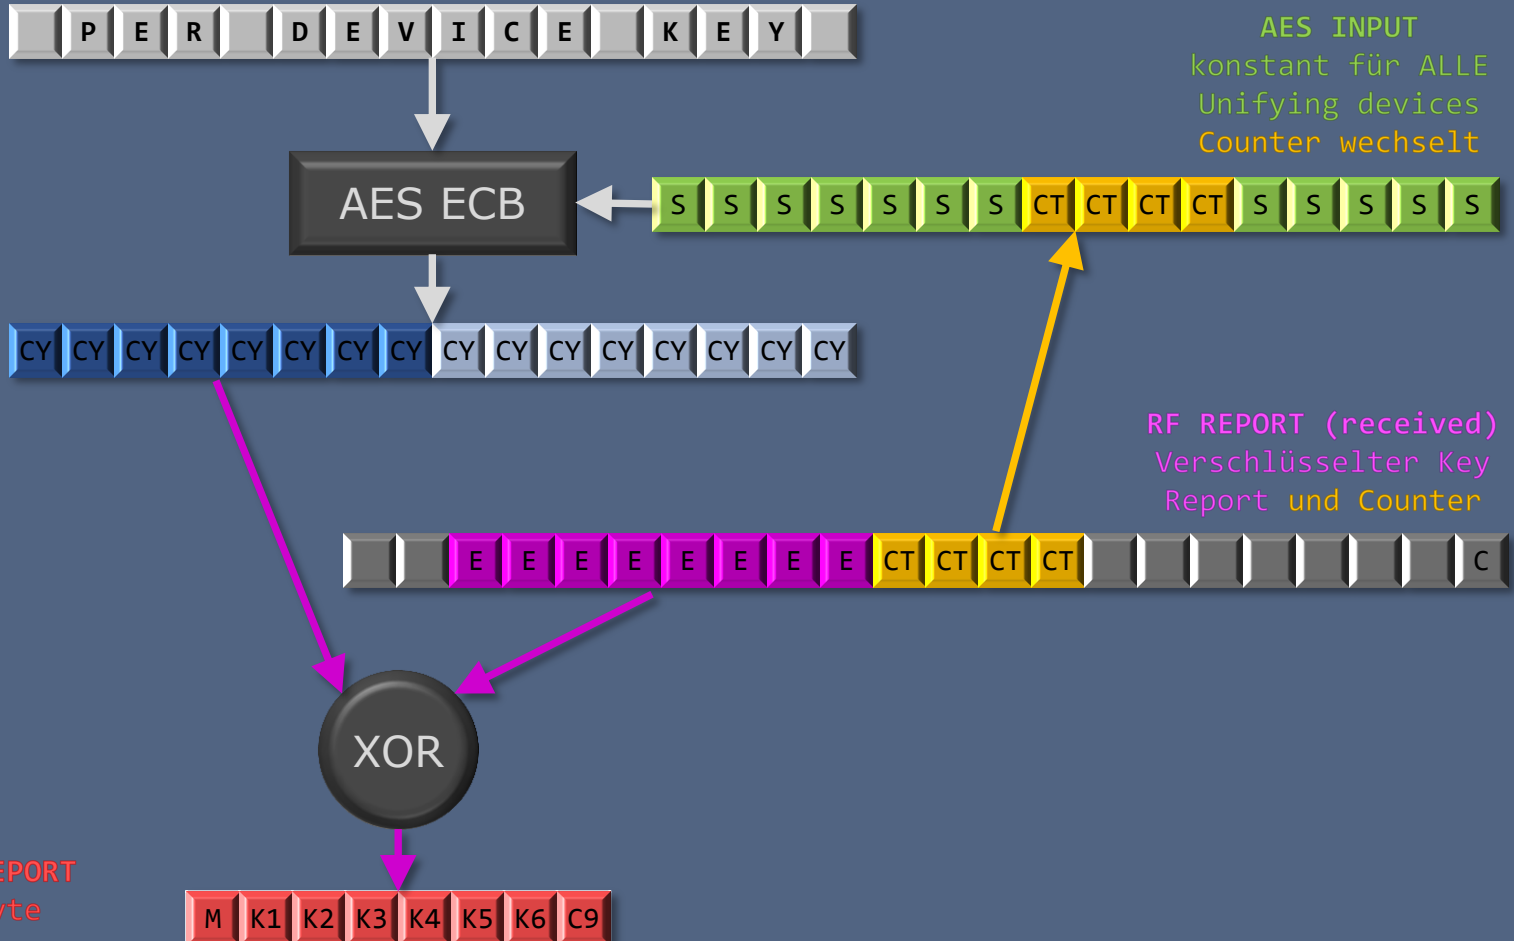 PER DEVICE KEY
AES INPUT
konstant für ALLE
Unifying devices
Counter wechselt
AES ECB
S S S S S S S CT CT CT CT S S S S S
CY CY CY CY CY CY CY CY CY CY CY CY CY CY CY CY
RF REPORT (received)
Verschlüsselter Key
Report und Counter
E E E E E E E E CT CT CT CT C
XOR
M K1 K2 K3 K4 K5 K6 C9